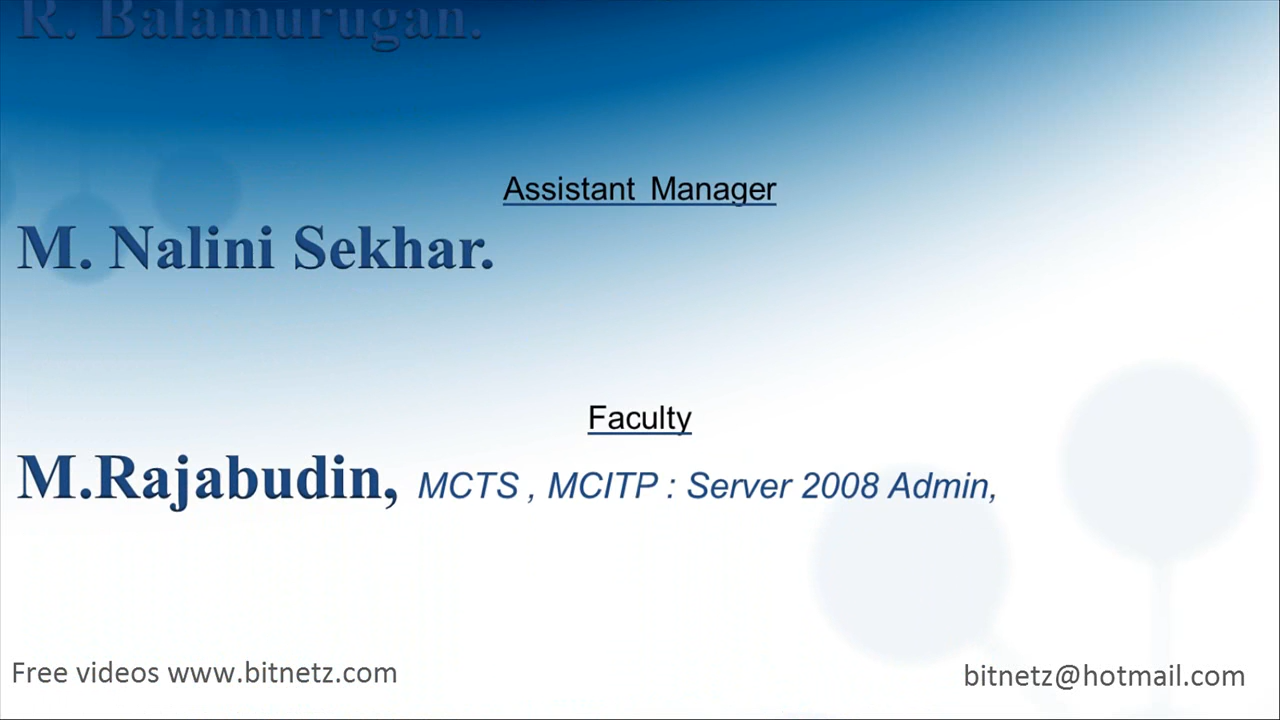 R. Balamurugan.
Assistant Manager
M. Nalini Sekhar.
Faculty
M.Rajabudin, MCTS , MCITP : Server 2008 Admin,
Free videos www.bitnetz.com
bitnetz@hotmail.com